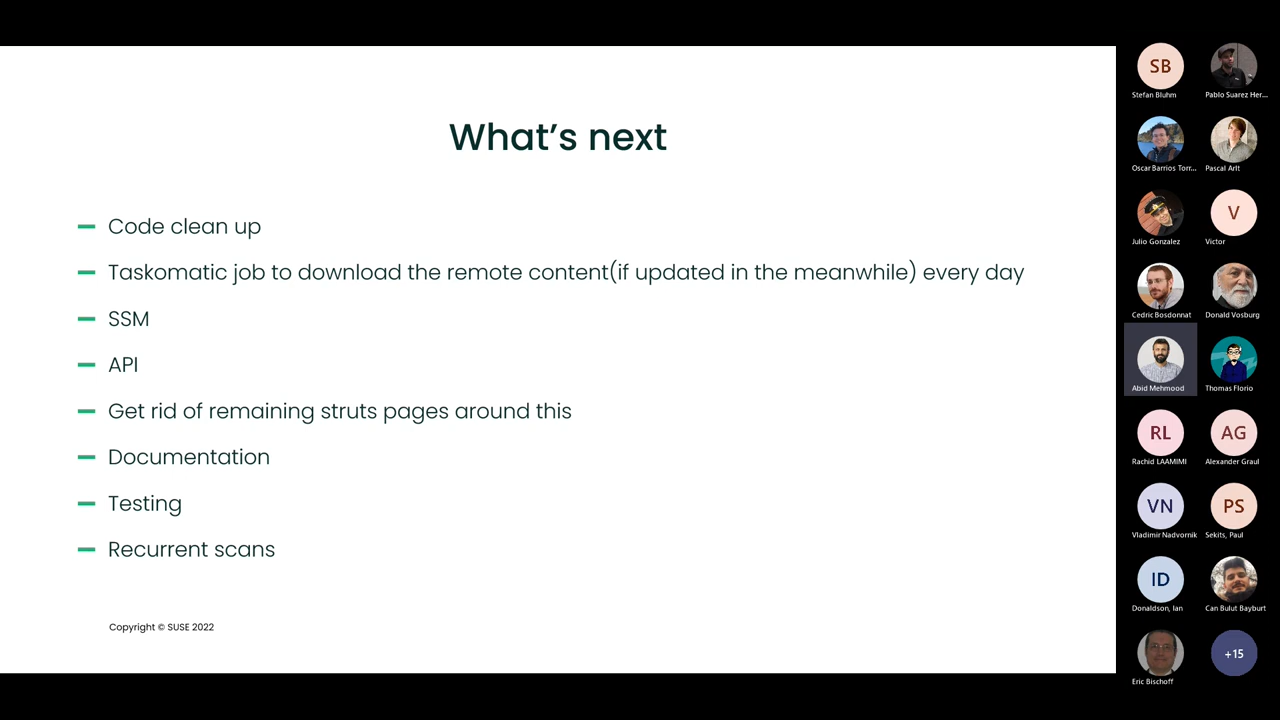 What's next
Code clean up
Taskomatic job to download the remote content(if updated in the meanwhile) every day
SSM
API
Get rid of remaining struts pages around this
Documentation
Testing
Recurrent scans
Copyright © SUSE 2022
SB
Stefan Bluhm
Pablo Suarez Her...
Oscar Barrios Torr...
Pascal Arlt
Julio Gonzalez
V
Victor
Cedric Bosdonnat
Donald Vosburg
Abid Mehmood
Thomas Florio
RL
Rachid LAAMIMI
AG
Alexander Graul
VN
Vladimir Nadvornik
PS
Sekits, Paul
ID
Donaldson, Ian
Can Bulut Bayburt
Eric Bischoff
+15